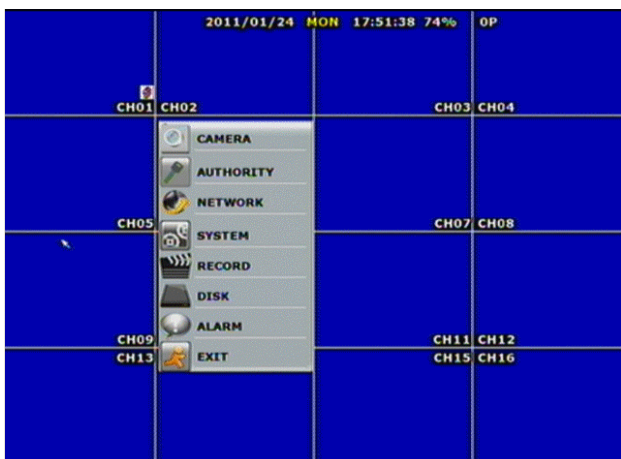 2011/01/24 MON 17:51:38 74% 0P
CH01 CH02 CH03 CH04
CAMERA
AUTHORITY
NETWORK
CH05 CH07 CH08
SYSTEM
RECORD
DISK
ALARM
CH09 CH11 CH12
CH13 EXIT CH15 CH16